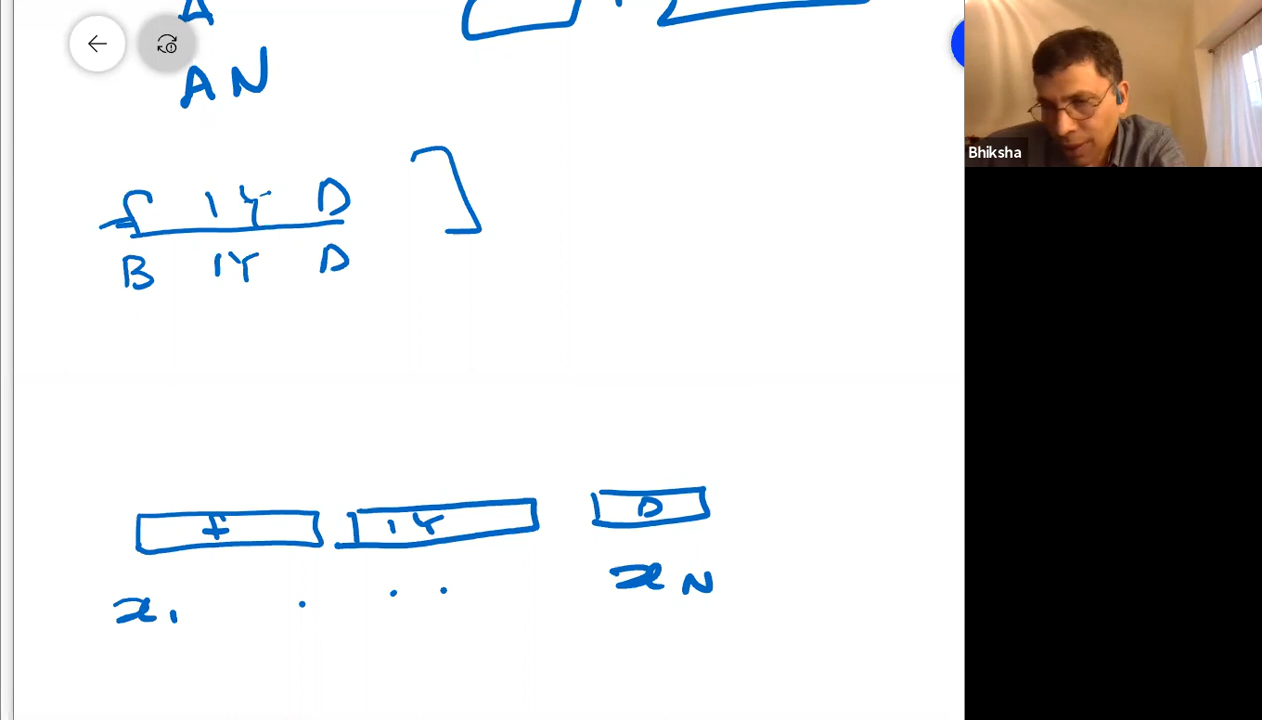 A
AN
Bhiksha
f IY D
B IY D
f IY D
x1 . . . xN